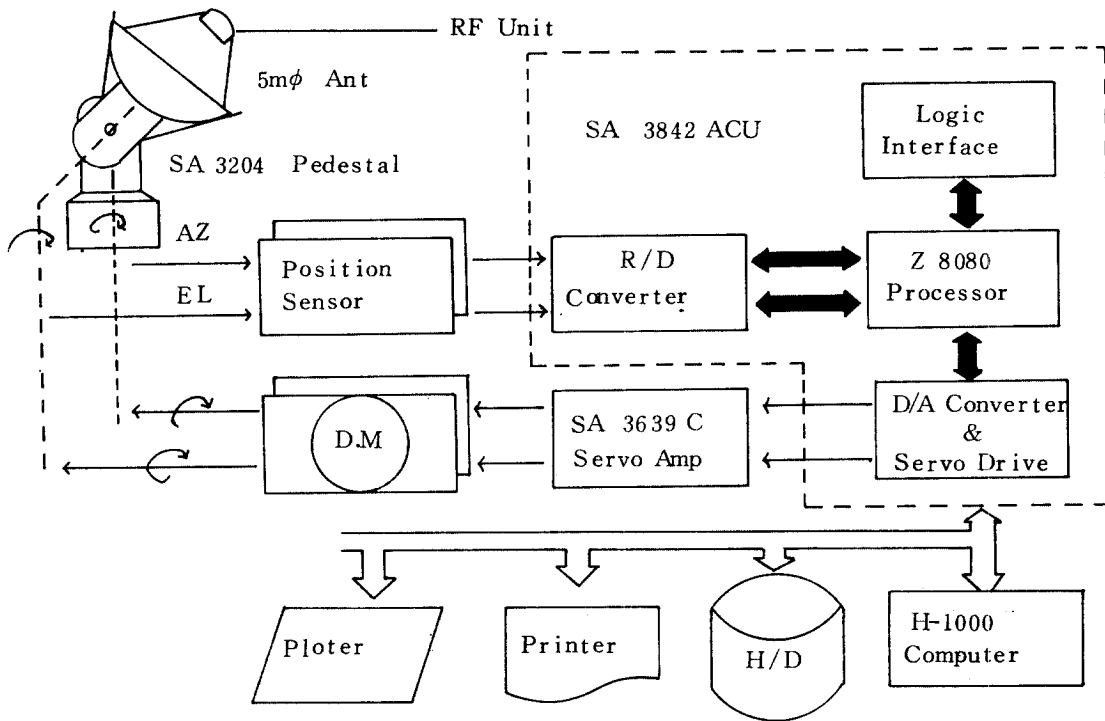 RF Unit
5mφ Ant
SA 3204 Pedestal
AZ
EL
Position
Sensor
SA 3842 ACU
Logic
Interface
R/D
Converter
Z 8080
Processor
D.M
SA 3639 C
Servo Amp
D/A Converter
&
Servo Drive
Ploter
Printer
H/D
H-1000
Computer